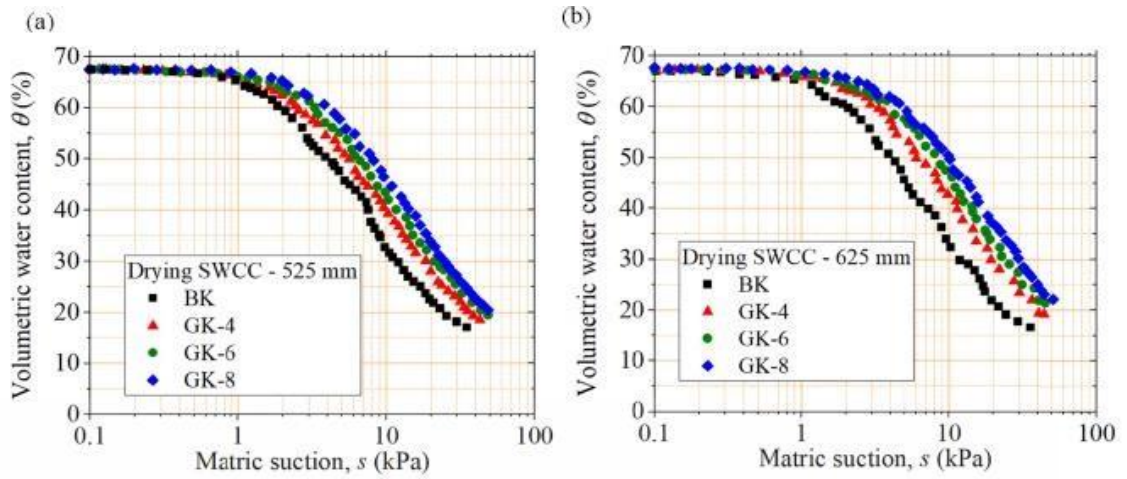 (a)
70
60
50
40
30
20
10
0
Volumetric water content, θ (%)
Drying SWCC - 525 mm
BK
GK-4
GK-6
GK-8
0.1 1 10 100
Matric suction, s (kPa)
(b)
70
60
50
40
30
20
10
0
Volumetric water content, θ (%)
Drying SWCC - 625 mm
BK
GK-4
GK-6
GK-8
0.1 1 10 100
Matric suction, s (kPa)